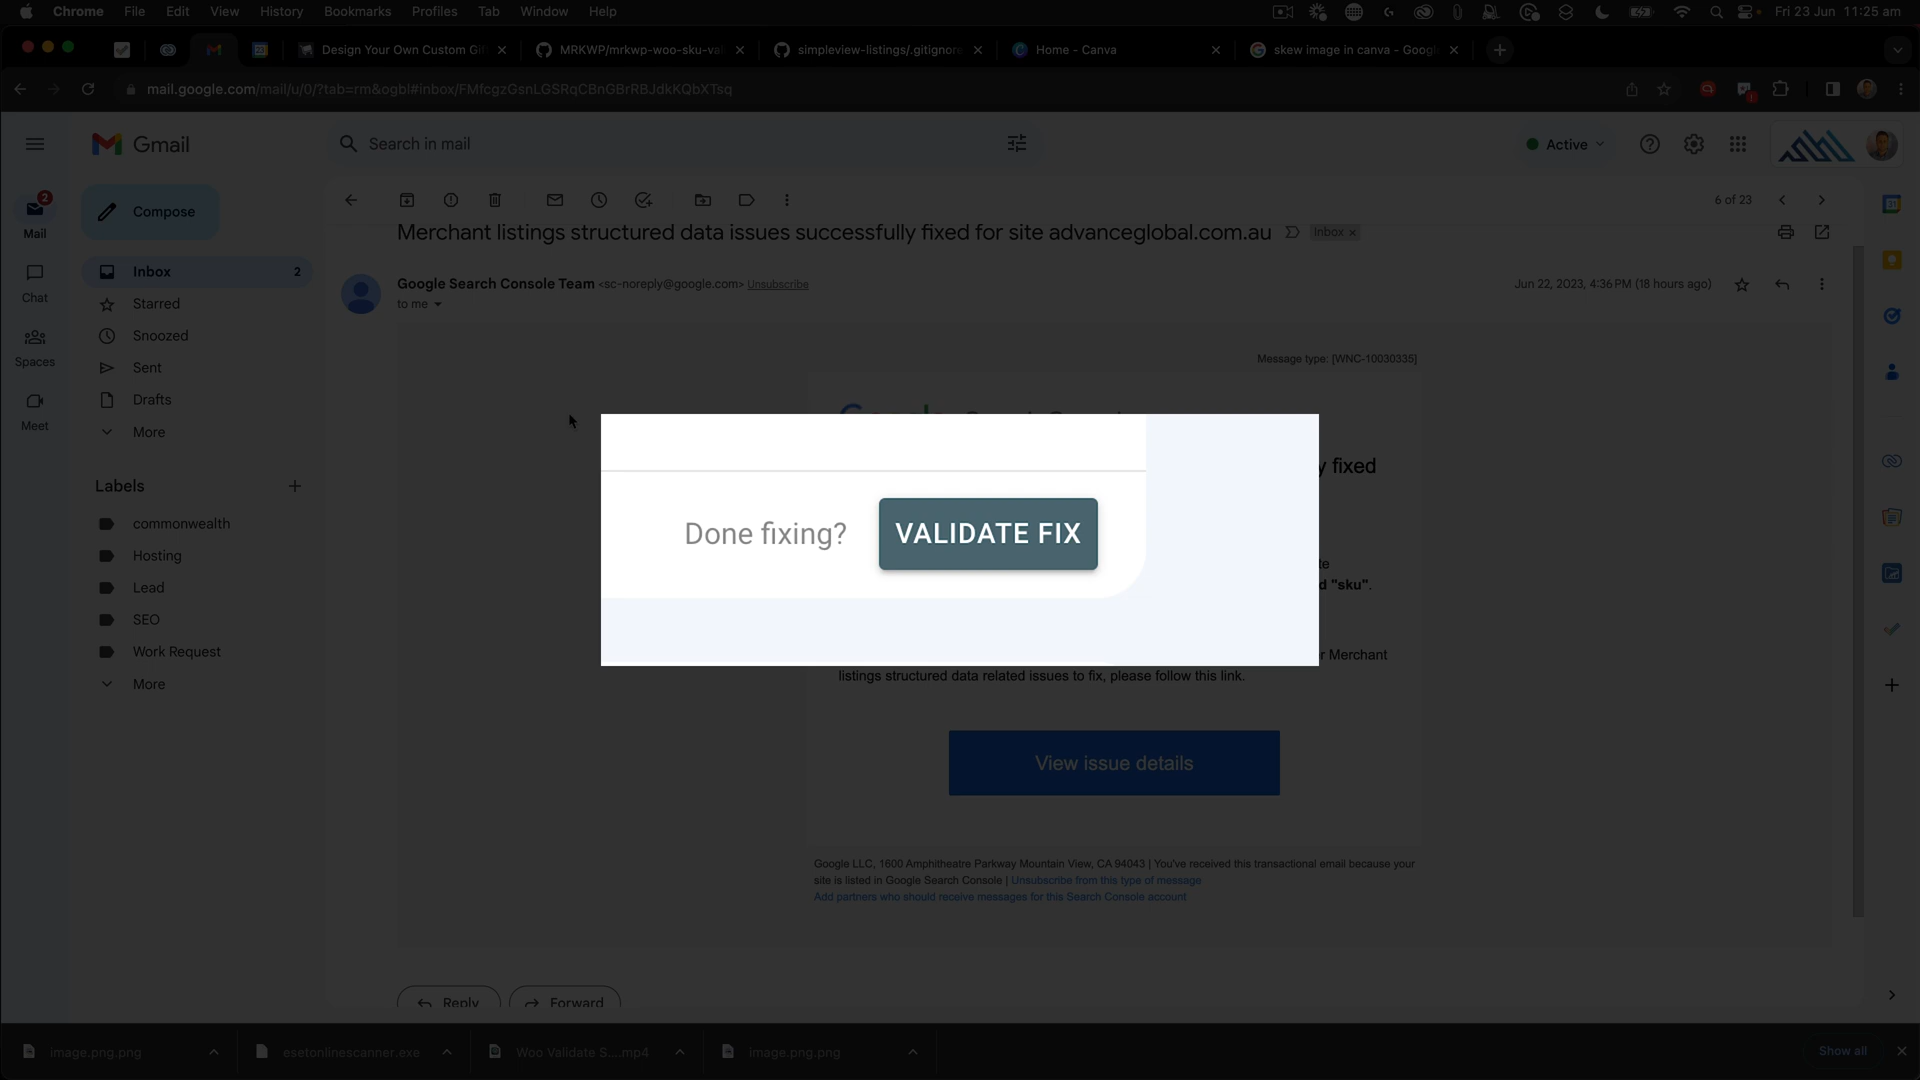 Chrome File Edit View History Bookmarks Profiles Tab Window Help Fri 23 Jun 11:25 am
Design Your Own Custom Gi MRKWP/mrkwp-woo-sku-val simpleview-listings/.gitignore Home - Canva skew image in canva - Googl
mail.google.com/mail/u/0/?tab=rm&ogbl#inbox/FMfcgzGsnLGSRqCBnGBrRBJdkKQbXTsq
Gmail Search in mail Active
2
Mail
Compose
6 of 23
Merchant listings structured data issues successfully fixed for site advanceglobal.com.au Inbox ×
Inbox 2
Google Search Console Team <sc-noreply@google.com> Unsubscribe Jun 22, 2023, 4:36 PM (18 hours ago)
to me
Chat
Starred
Snoozed
Spaces
Sent
Drafts
Meet
More
Message type: [WNC-10030335]
y fixed
Labels
Done fixing? VALIDATE FIX
commonwealth
Hosting
Lead
SEO
Work Request
More
d "sku".
r Merchant
listings structured data related issues to fix, please follow this link.
View issue details
Google LLC, 1600 Amphitheatre Parkway Mountain View, CA 94043 | You've received this transactional email because your
site is listed in Google Search Console | Unsubscribe from this type of message
Add partners who should receive messages for this Search Console account
Reply Forward
image.png.png esetonlinescanner.exe Woo Validate S....mp4 image.png.png Show all